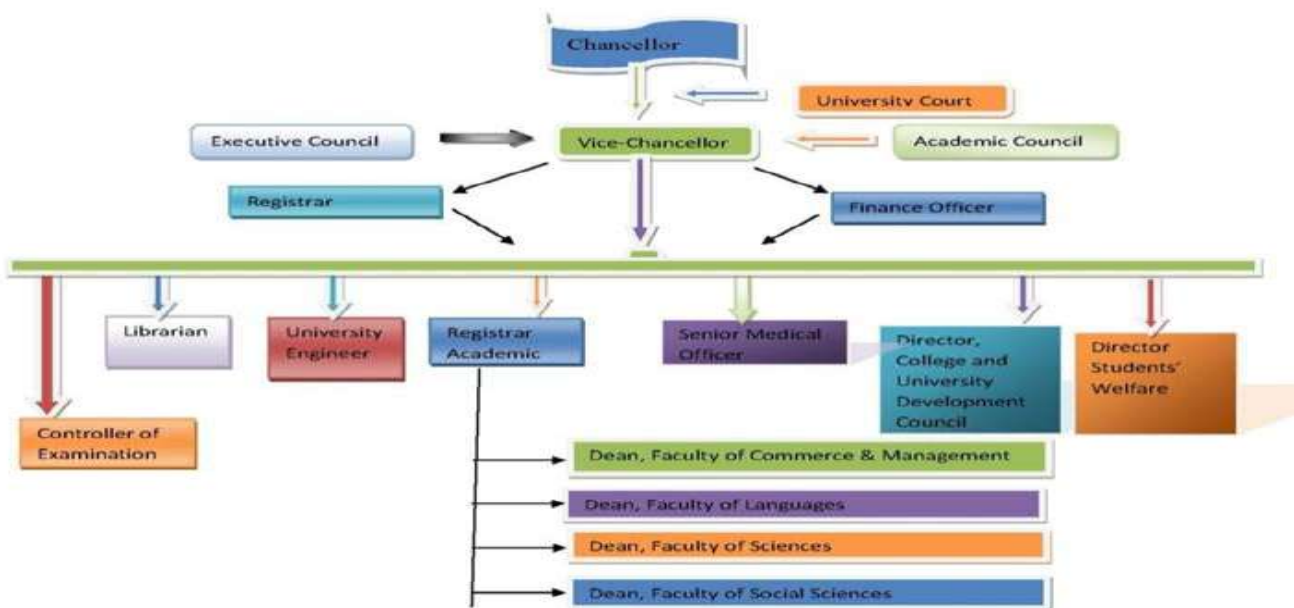 Chancellor
University Court
Executive Council
Vice-Chancellor
Academic Council
Registrar
Finance Officer
Librarian
University
Engineer
Registrar
Academic
Senior Medical
Officer
Director,
College and
University
Development
Council
Director
Students'
Welfare
Controller of
Examination
Dean, Faculty of Commerce & Management
Dean, Faculty of Languages
Dean, Faculty of Sciences
Dean, Faculty of Social Sciences